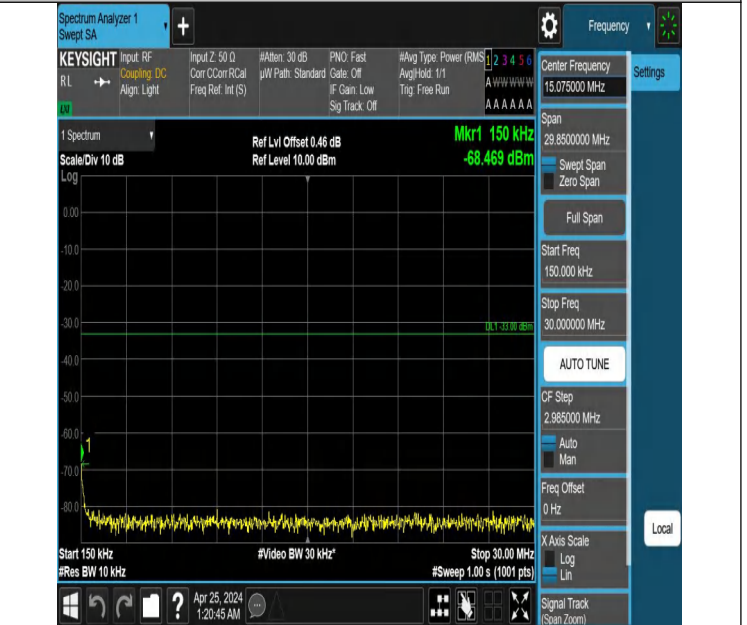 Spectrum Analyzer 1
Swept SA
+
Frequency
KEYSIGHT
RL
LXI
Input: RF
Coupling: DC
Align: Light
Input Z: 50 Ω
Corr CCorr RCal
Freq Ref: Int (S)
#Atten: 30 dB
µW Path: Standard
PNO: Fast
Gate: Off
IF Gain: Low
Sig Track: Off
#Avg Type: Power (RMS
Avg|Hold: 1/1
Trig: Free Run
1 2 3 4 5 6
A W W W W W
A A A A A A
1 Spectrum
Scale/Div 10 dB
Log
Ref Lvl Offset 0.46 dB
Ref Level 10.00 dBm
Mkr1 150 kHz
-68.469 dBm
0.00
-10.0
-20.0
-30.0
DL1 -33.00 dBm
-40.0
-50.0
-60.0
1
-70.0
-80.0
Start 150 kHz
#Video BW 30 kHz*
Stop 30.00 MHz
#Res BW 10 kHz
#Sweep 1.00 s (1001 pts)
Center Frequency
15.075000 MHz
Settings
Span
29.8500000 MHz
Swept Span
Zero Span
Full Span
Start Freq
150.000 kHz
Stop Freq
30.000000 MHz
AUTO TUNE
CF Step
2.985000 MHz
Auto
Man
Freq Offset
0 Hz
X Axis Scale
Log
Lin
Local
Signal Track
(Span Zoom)
?
Apr 25, 2024
1:20:45 AM